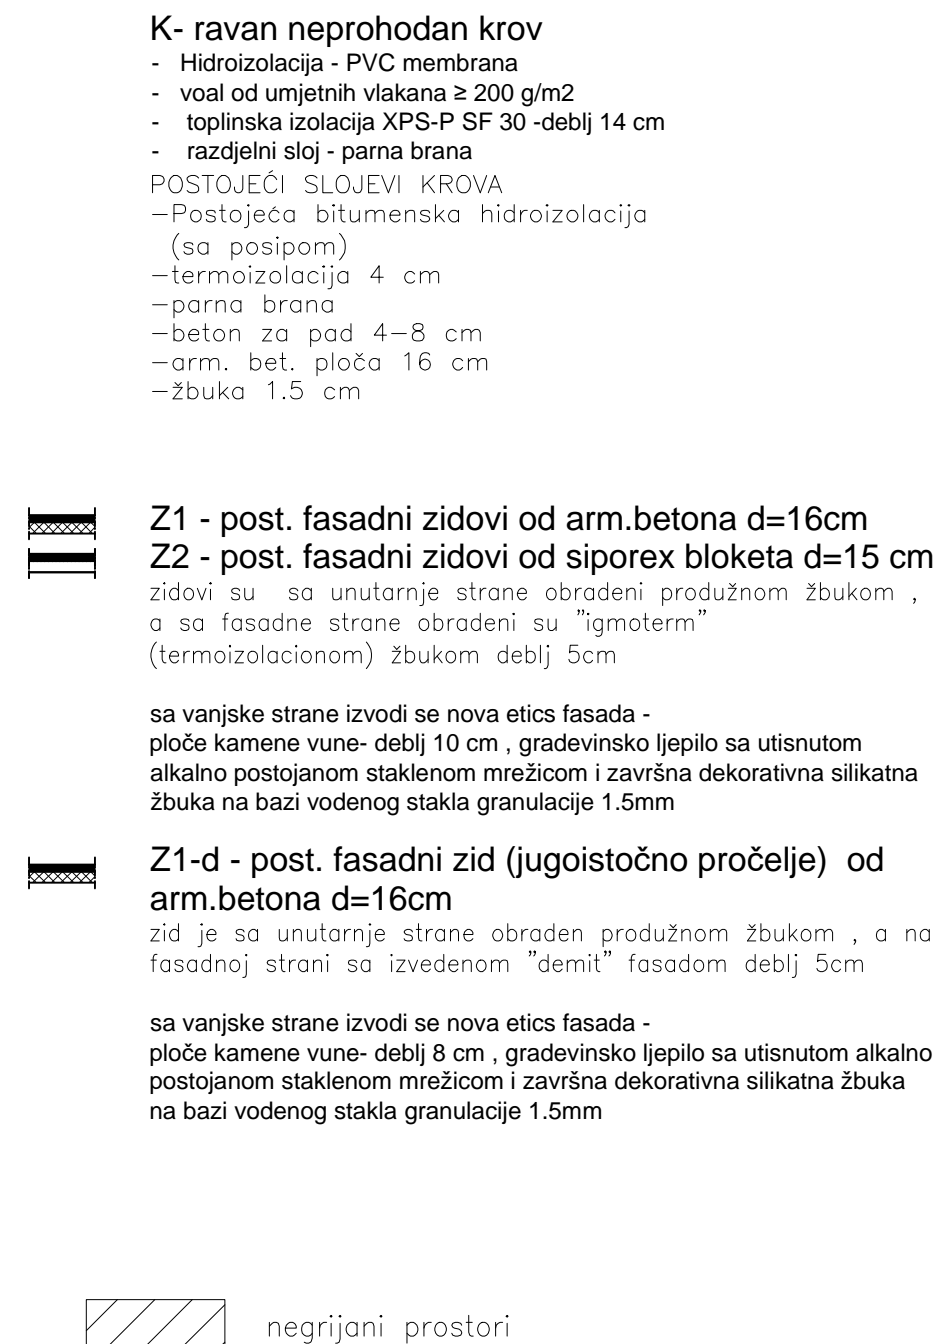 K- ravan neprohodan krov
- Hidroizolacija - PVC membrana
- voal od umjetnih vlakana ≥ 200 g/m2
- toplinska izolacija XPS-P SF 30 -deblj 14 cm
- razdjelni sloj - parna brana
POSTOJEĆI SLOJEVI KROVA
-Postojeća bitumenska hidroizolacija
(sa posipom)
-termoizolacija 4 cm
-parna brana
-beton za pad 4-8 cm
-arm. bet. ploča 16 cm
-žbuka 1.5 cm
Z1 - post. fasadni zidovi od arm.betona d=16cm
Z2 - post. fasadni zidovi od siporex bloketa d=15 cm
zidovi su sa unutarnje strane obrađeni produžnom žbukom ,
a sa fasadne strane obrađeni su "igmoterm"
(termoizolacionom) žbukom deblj 5cm
sa vanjske strane izvodi se nova etics fasada -
ploče kamene vune- deblj 10 cm , građevinsko ljepilo sa utisnutom
alkalno postojanom staklenom mrežicom i završna dekorativna silikatna
žbuka na bazi vodenog stakla granulacije 1.5mm
Z1-d - post. fasadni zid (jugoistočno pročelje) od
arm.betona d=16cm
zid je sa unutarnje strane obrađen produžnom žbukom , a na
fasadnoj strani sa izvedenom "demit" fasadom deblj 5cm
sa vanjske strane izvodi se nova etics fasada -
ploče kamene vune- deblj 8 cm , građevinsko ljepilo sa utisnutom alkalno
postojanom staklenom mrežicom i završna dekorativna silikatna žbuka
na bazi vodenog stakla granulacije 1.5mm
negrijani prostori